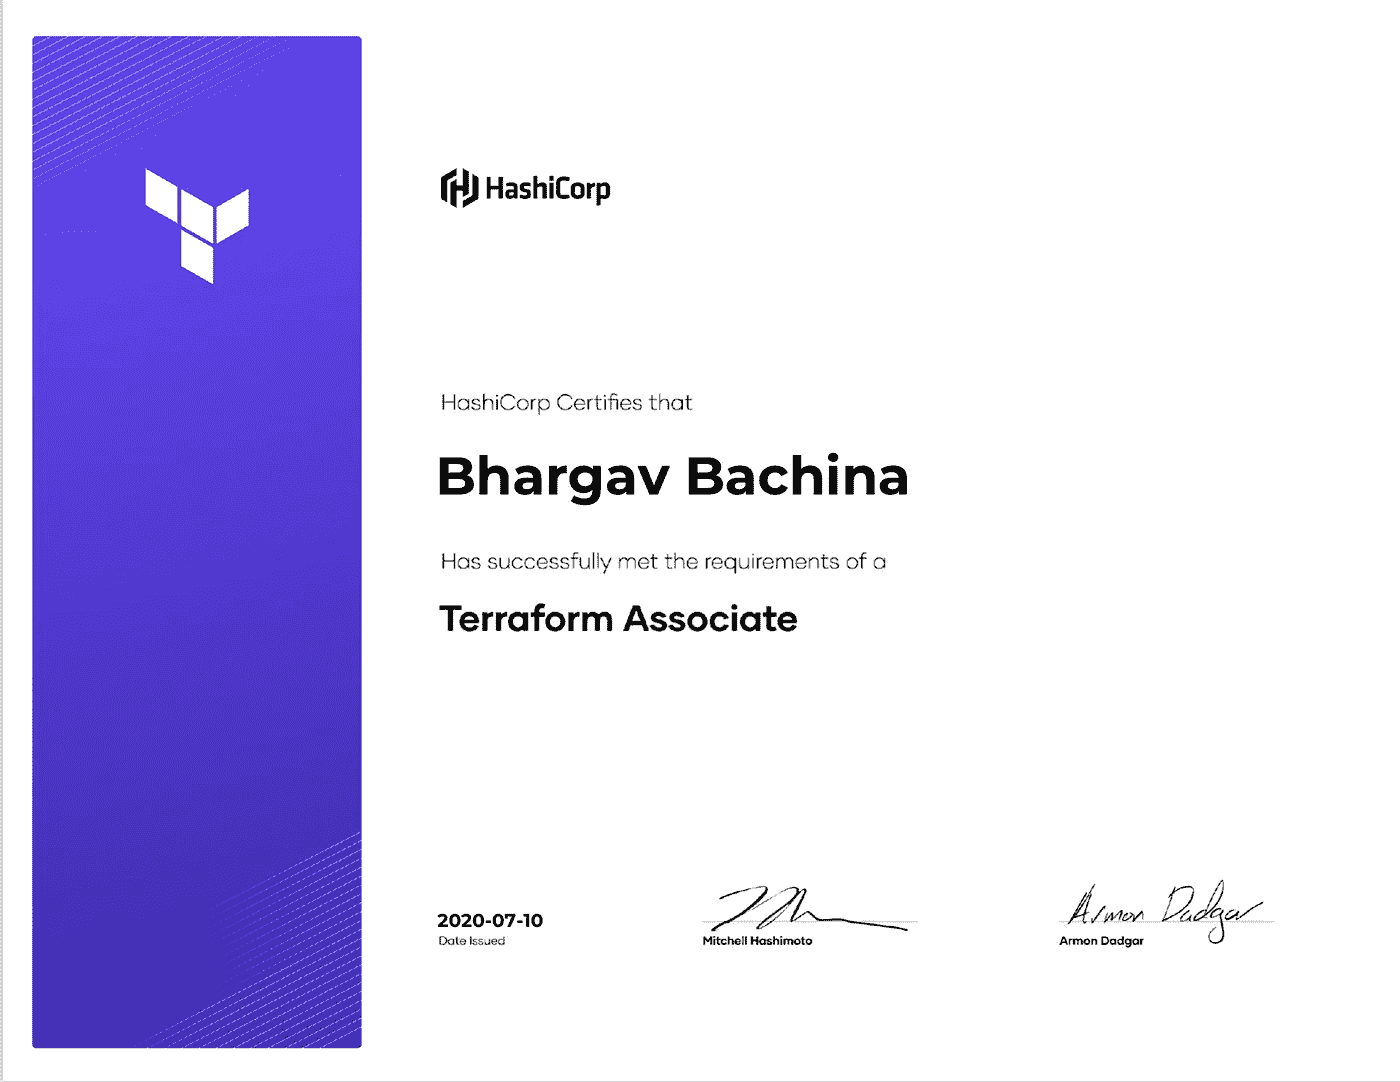 HashiCorp
HashiCorp Certifies that
Bhargav Bachina
Has successfully met the requirements of a
Terraform Associate
2020-07-10
Date Issued
Mitchell Hashimoto
Armon Dadgar
Armon Dadgar